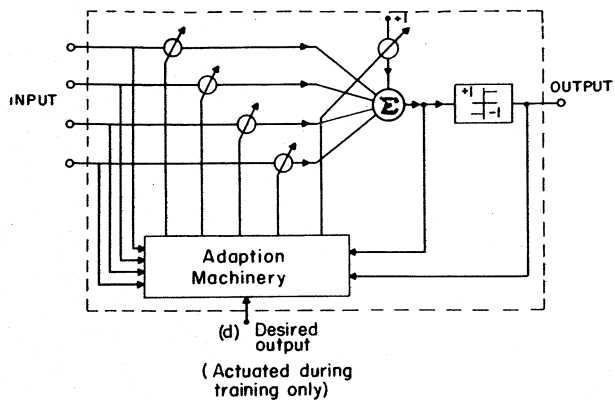 +1
INPUT
Σ
+1
-1
OUTPUT
Adaption
Machinery
(d) Desired
output
(Actuated during
training only)